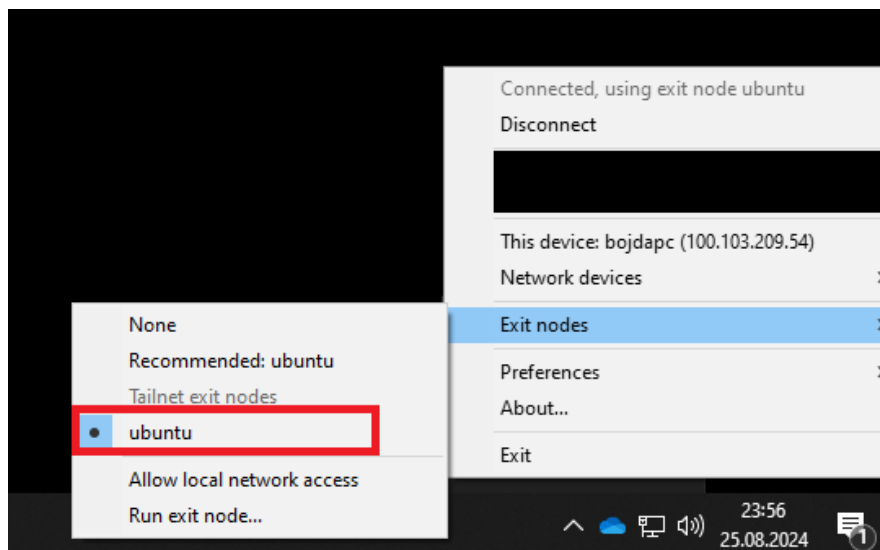 Connected, using exit node ubuntu
Disconnect
This device: bojdapc (100.103.209.54)
Network devices
Exit nodes
Preferences
About...
Exit
None
Recommended: ubuntu
Tailnet exit nodes
ubuntu
Allow local network access
Run exit node...
23:56
25.08.2024
1